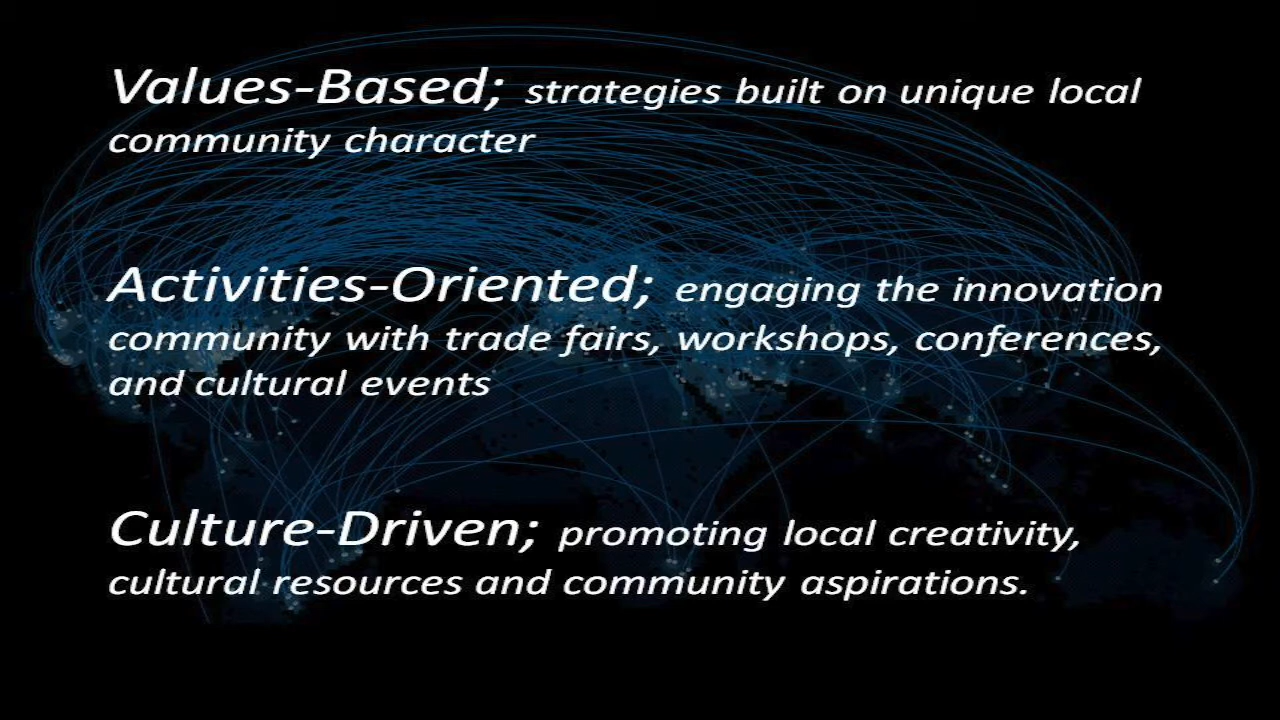 Values-Based; strategies built on unique local
community character
Activities-Oriented; engaging the innovation
community with trade fairs, workshops, conferences,
and cultural events
Culture-Driven; promoting local creativity,
cultural resources and community aspirations.